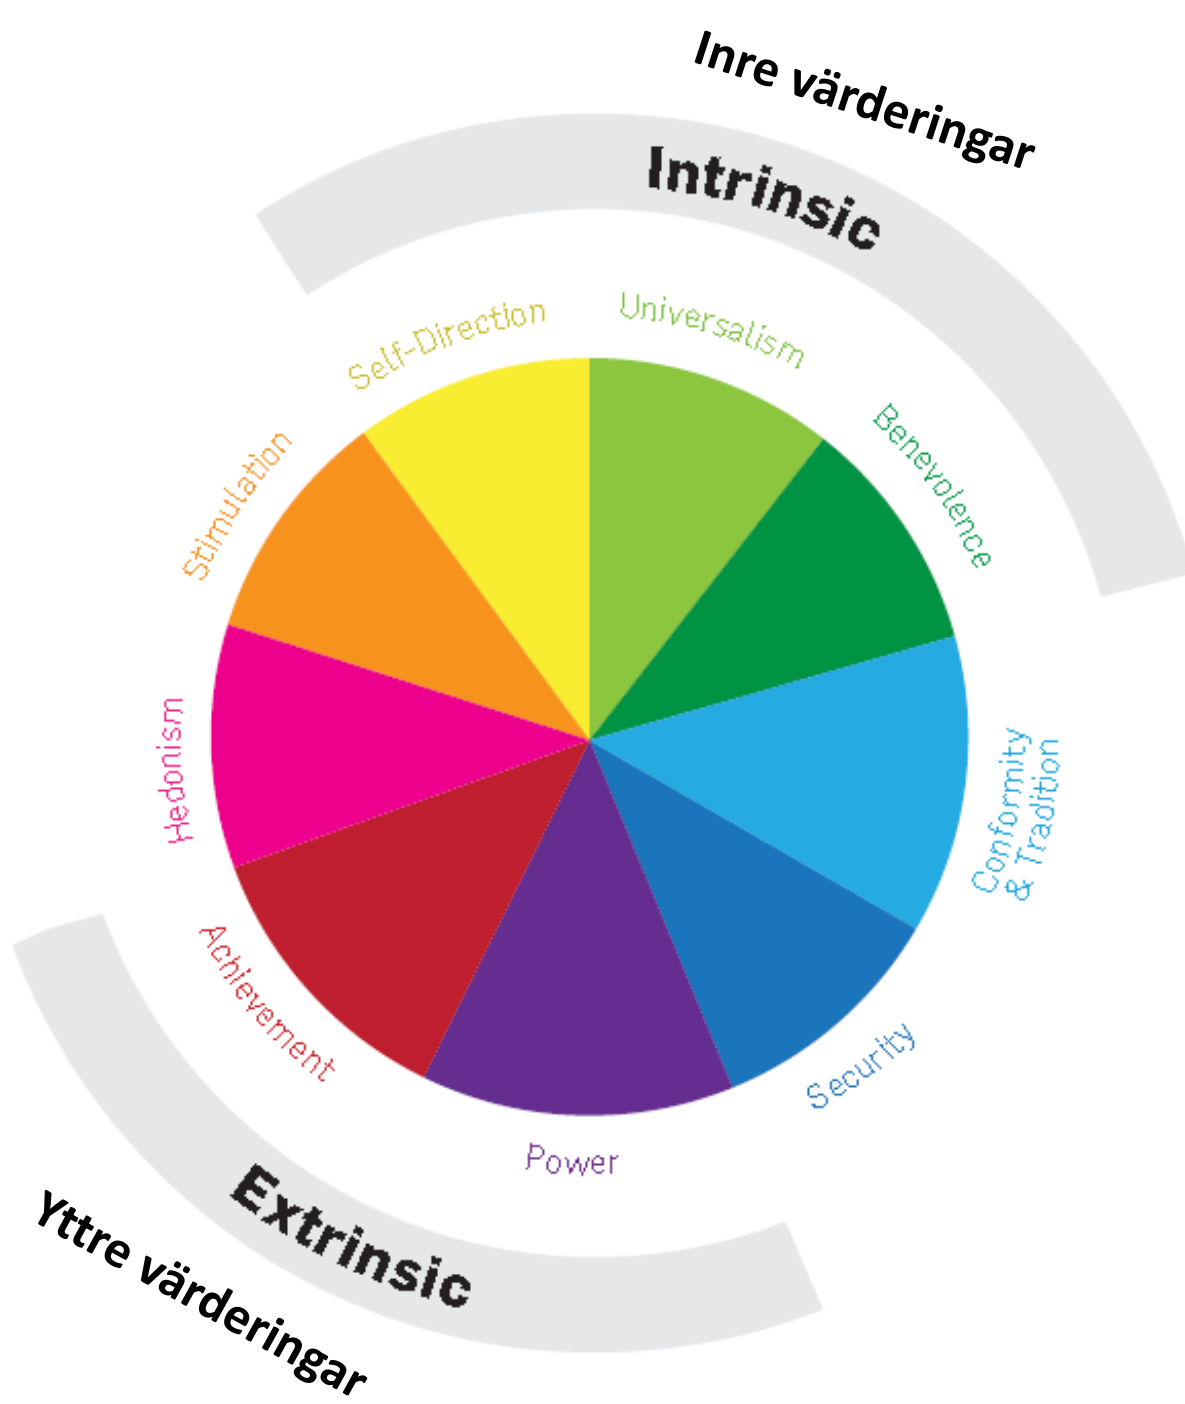 Inre värderingar
Intrinsic
Self-Direction
Universalism
Benevolence
Stimulation
Hedonism
Conformity
& Tradition
Achievement
Security
Power
Extrinsic
Yttre värderingar